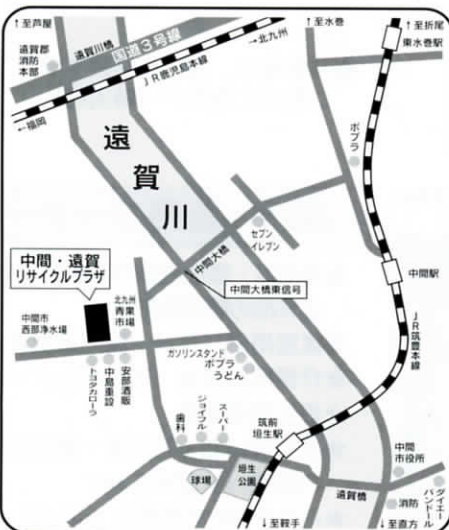 ↑至芦屋
遠賀川橋
遠賀郡
消防
本部
国道3号線
→北九州
JR鹿児島本線
←福岡
↑至水巻
↑至折尾
東水巻駅
ポプラ
遠
賀
川
セブン
イレブン
中間大橋
中間駅
中間大橋東信号
JR筑豊本線
中間・遠賀
リサイクルプラザ
中間市
西部浄水場
北九州
青果
市場
トヨタカローラ
中島重設
安部酒販
ガソリンスタンド
ポプラ
うどん
歯科
ジョイフル
スーパー
筑前
垣生駅
球場
垣生
公園
中間
市役所
遠賀橋
消防
ダイエー
バンドール
↓至鞍手
↓至直方